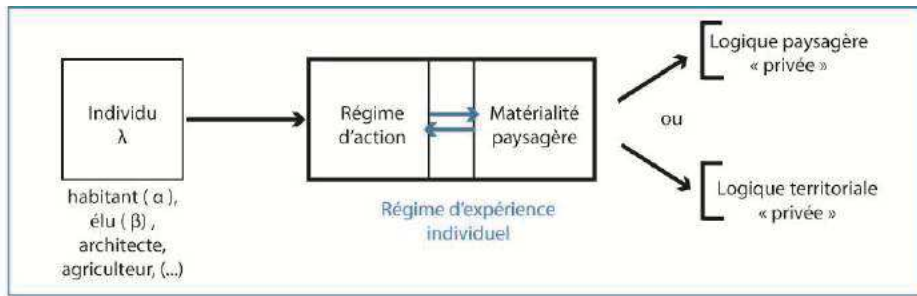 Individu
λ
habitant ( α ),
élu ( β) ,
architecte,
agriculteur, (...)
Régime
d'action
Matérialité
paysagère
Régime d'expérience
individuel
Logique paysagère
« privée »
ou
Logique territoriale
« privée »